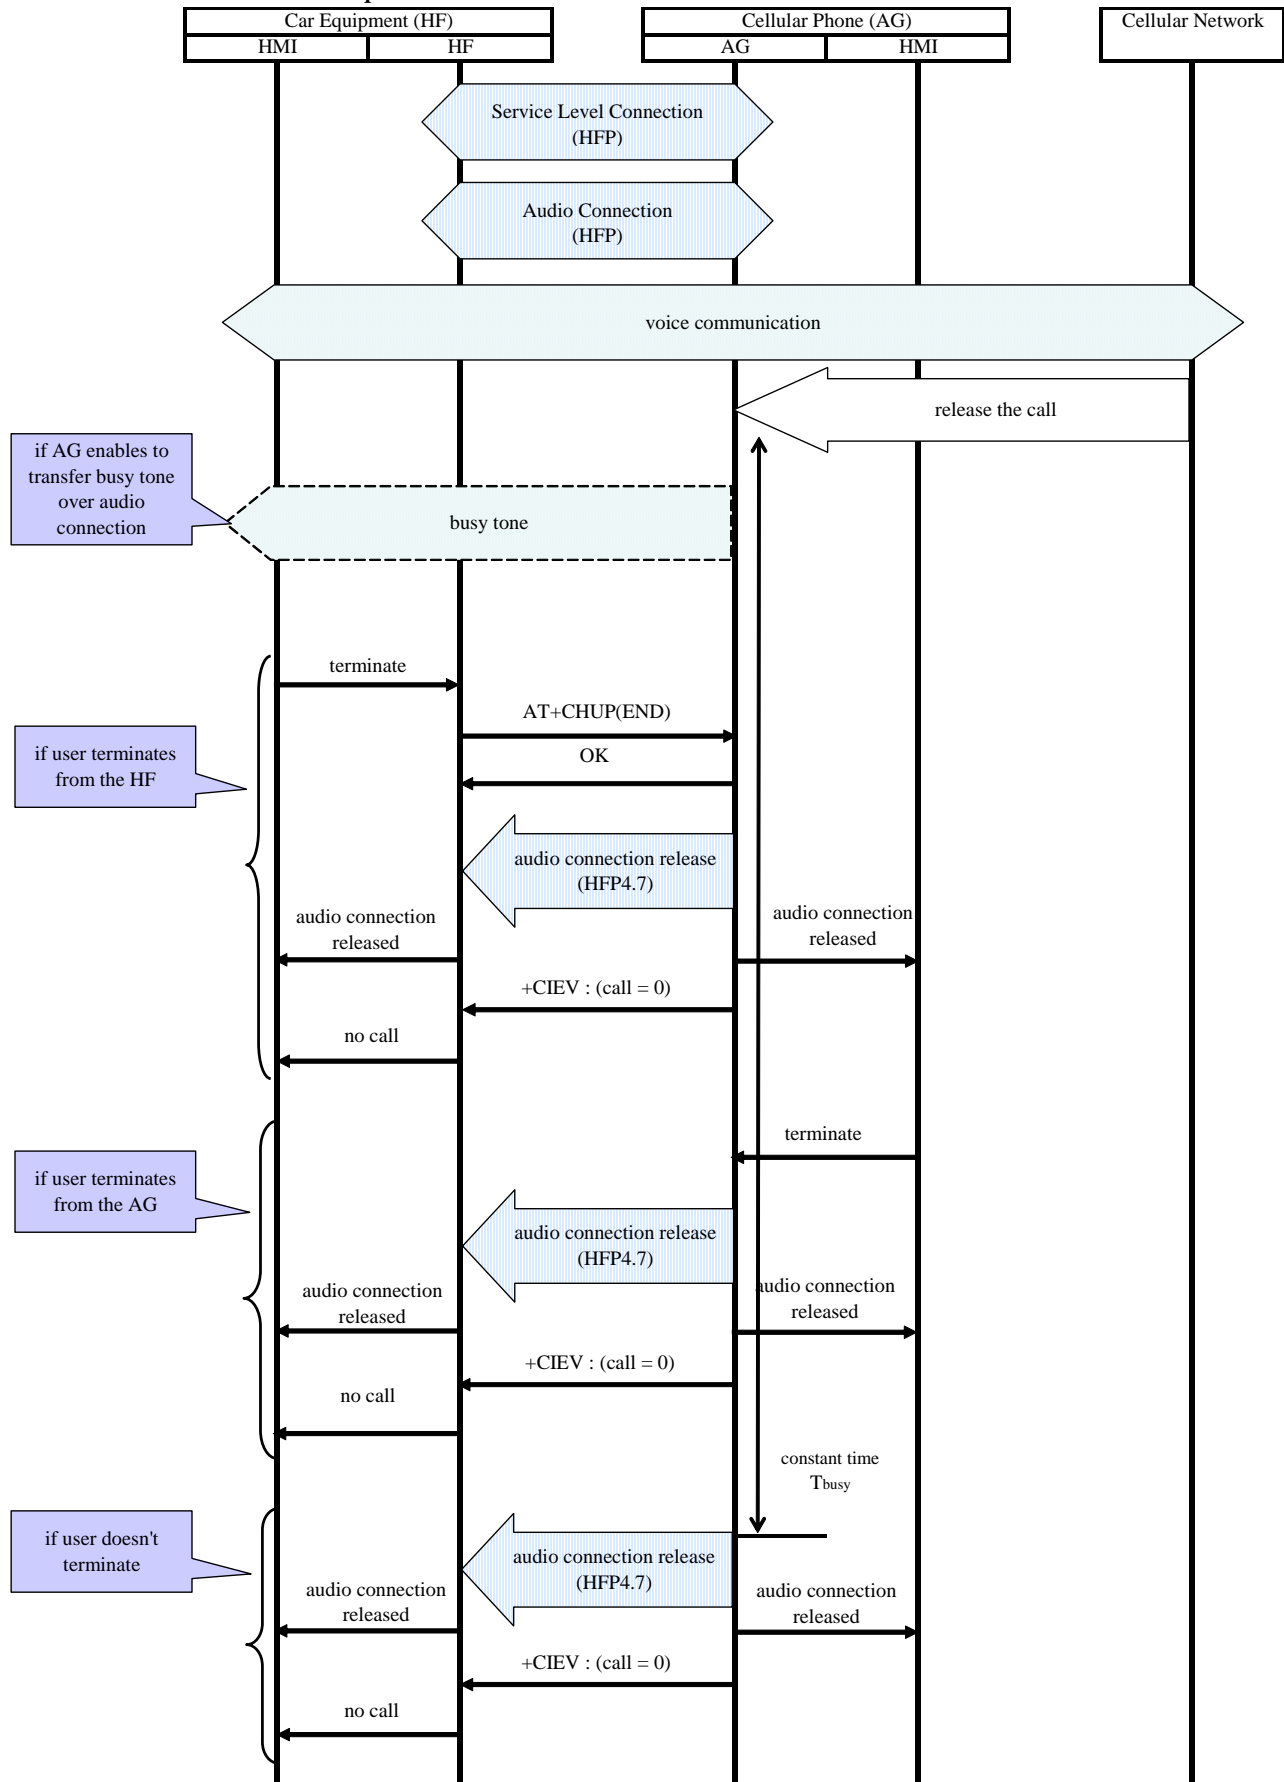 Car Equipment (HF)
Cellular Phone (AG)
Cellular Network
HMI
HF
AG
HMI
Service Level Connection
(HFP)
Audio Connection
(HFP)
voice communication
release the call
if AG enables to
transfer busy tone
over audio
connection
busy tone
terminate
AT+CHUP(END)
OK
if user terminates
from the HF
audio connection release
(HFP4.7)
audio connection
released
audio connection
released
+CIEV : (call = 0)
no call
terminate
if user terminates
from the AG
audio connection release
(HFP4.7)
audio connection
released
audio connection
released
+CIEV : (call = 0)
no call
constant time
Tbusy
if user doesn't
terminate
audio connection release
(HFP4.7)
audio connection
released
audio connection
released
+CIEV : (call = 0)
no call